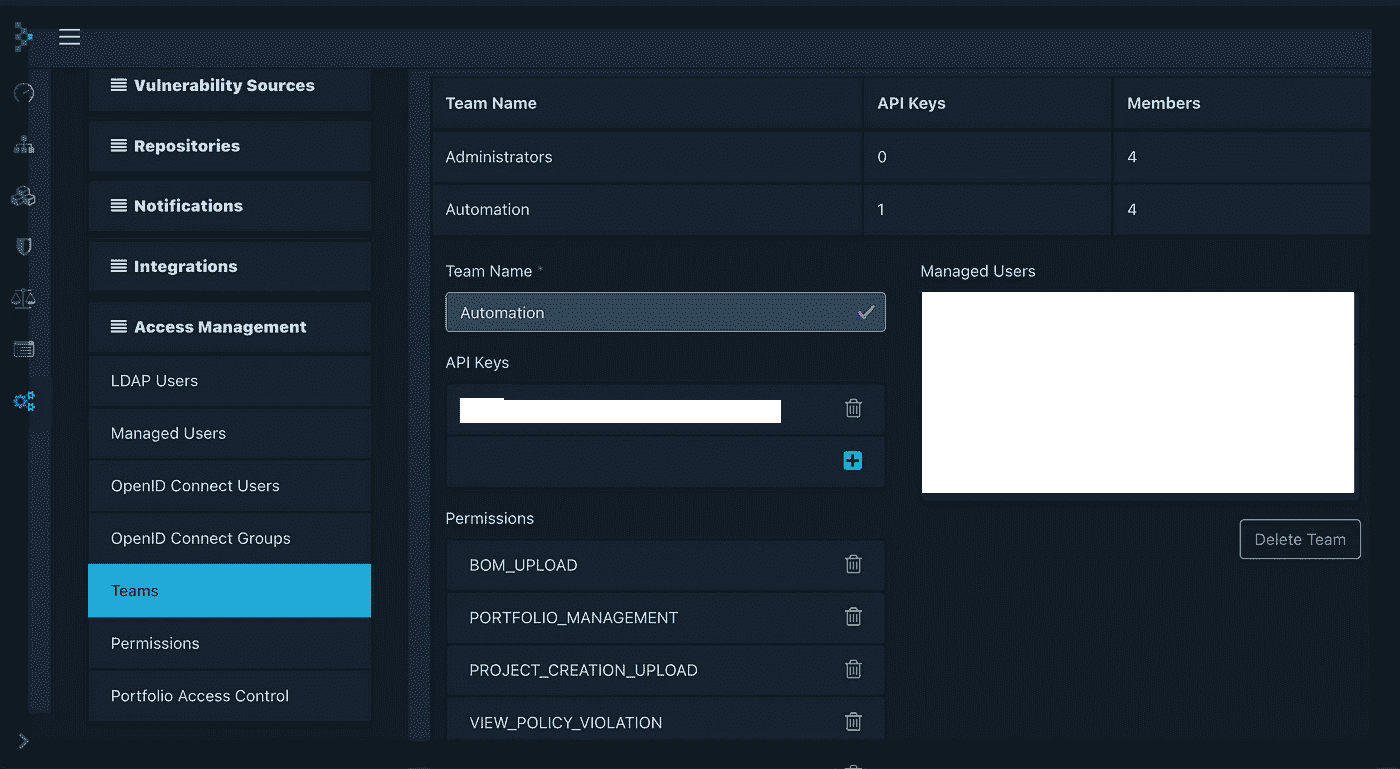 Vulnerability Sources
Repositories
Notifications
Integrations
Access Management
LDAP Users
Managed Users
OpenID Connect Users
OpenID Connect Groups
Teams
Permissions
Portfolio Access Control
Team Name API Keys Members
Administrators 0 4
Automation 1 4
Team Name *
Automation
API Keys
Permissions
BOM_UPLOAD
PORTFOLIO_MANAGEMENT
PROJECT_CREATION_UPLOAD
VIEW_POLICY_VIOLATION
Managed Users
Delete Team